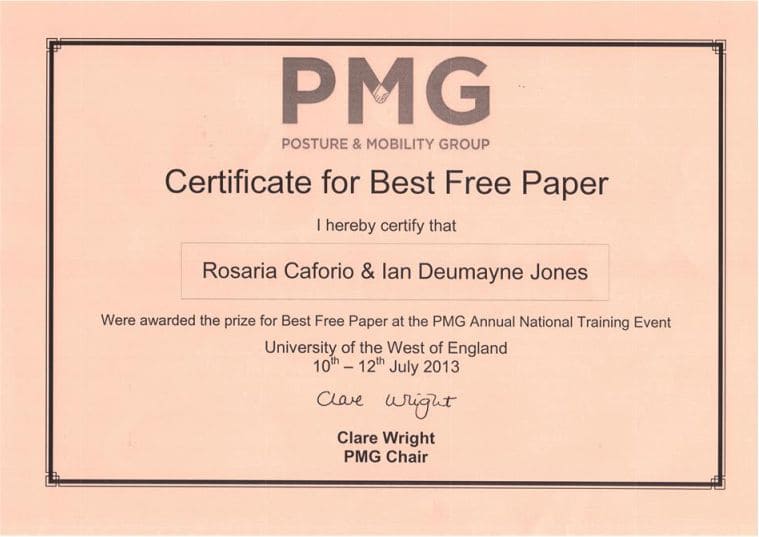 PMG
POSTURE & MOBILITY GROUP
Certificate for Best Free Paper
I hereby certify that
Rosaria Caforio & Ian Deumayne Jones
Were awarded the prize for Best Free Paper at the PMG Annual National Training Event
University of the West of England
10th – 12th July 2013
Clare Wright
Clare Wright
PMG Chair